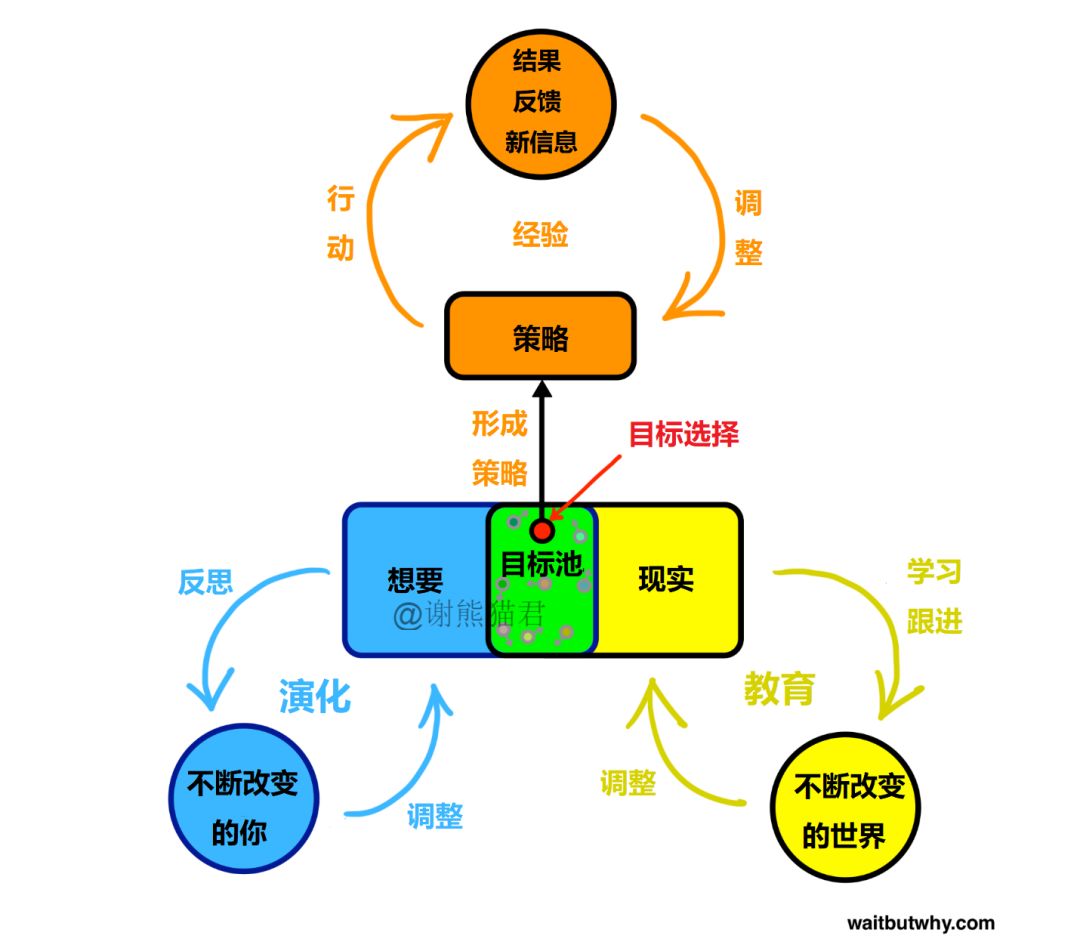 结果
反馈
新信息
行
动
经验
调
整
策略
形成
策略
目标选择
想要
目标池
现实
@谢熊猫君
反思
学习
跟进
演化
教育
不断改变
的你
调整
调整
不断改变
的世界
waitbutwhy.com